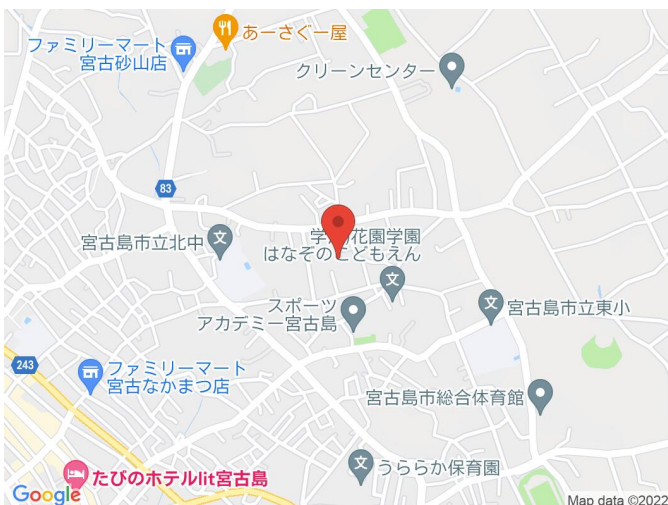 あーさぐー屋
ファミリーマート
宮古砂山店
クリーンセンター
83
宮古島市立北中
文
花園学園
はなぞのこどもえん
文
スポーツ
アカデミー宮古島
文
宮古島市立東小
243
ファミリーマート
宮古なかまつ店
宮古島市総合体育館
たびのホテルlit宮古島
文
うららか保育園
Google
Map data ©2022